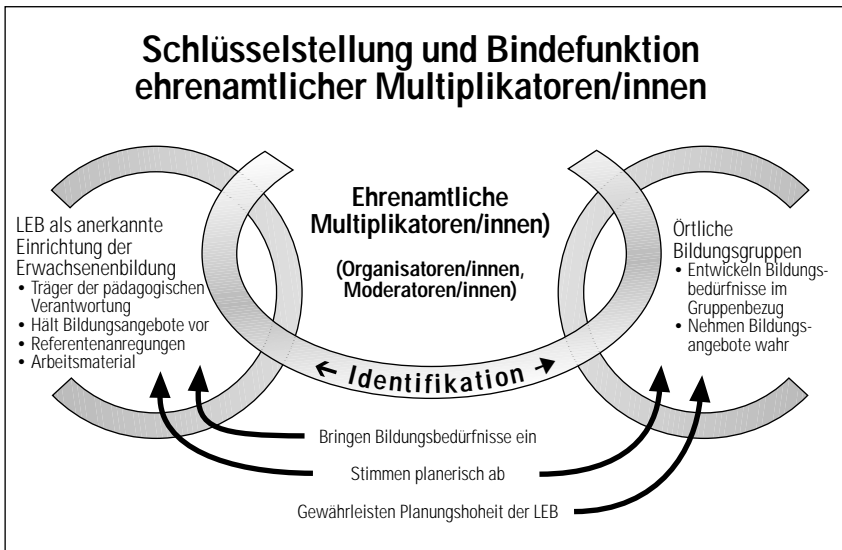 Schlüsselstellung und Bindefunktion
ehrenamtlicher Multiplikatoren/innen
LEB als anerkannte
Einrichtung der
Erwachsenenbildung
• Träger der pädagogischen
Verantwortung
• Hält Bildungsangebote vor
• Referentenanregungen
• Arbeitsmaterial
Ehrenamtliche
Multiplikatoren/innen)
(Organisatoren/innen,
Moderatoren/innen)
Örtliche
Bildungsgruppen
• Entwickeln Bildungs-
bedürfnisse im
Gruppenbezug
• Nehmen Bildungs-
angebote wahr
← Identifikation →
Bringen Bildungsbedürfnisse ein
Stimmen planerisch ab
Gewährleisten Planungshoheit der LEB